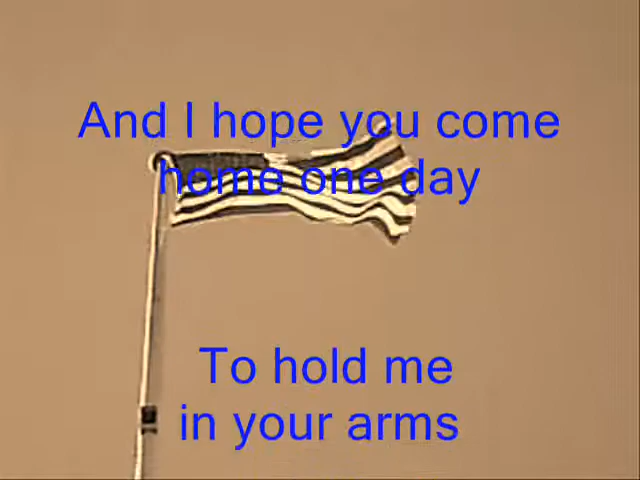 And I hope you come
home one day
To hold me
in your arms